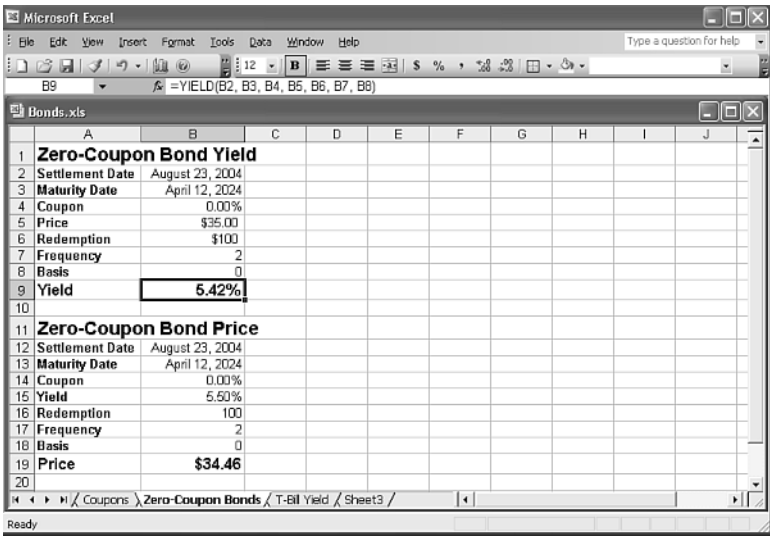 Microsoft Excel
File Edit View Insert Format Tools Data Window Help Type a question for help
12 B $ % ,
B9 fx =YIELD(B2, B3, B4, B5, B6, B7, B8)
Bonds.xls
A B C D E F G H I J
1 Zero-Coupon Bond Yield
2 Settlement Date August 23, 2004
3 Maturity Date April 12, 2024
4 Coupon 0.00%
5 Price $35.00
6 Redemption $100
7 Frequency 2
8 Basis 0
9 Yield 5.42%
10
11 Zero-Coupon Bond Price
12 Settlement Date August 23, 2004
13 Maturity Date April 12, 2024
14 Coupon 0.00%
15 Yield 5.50%
16 Redemption 100
17 Frequency 2
18 Basis 0
19 Price $34.46
20
Coupons Zero-Coupon Bonds T-Bill Yield Sheet3
Ready